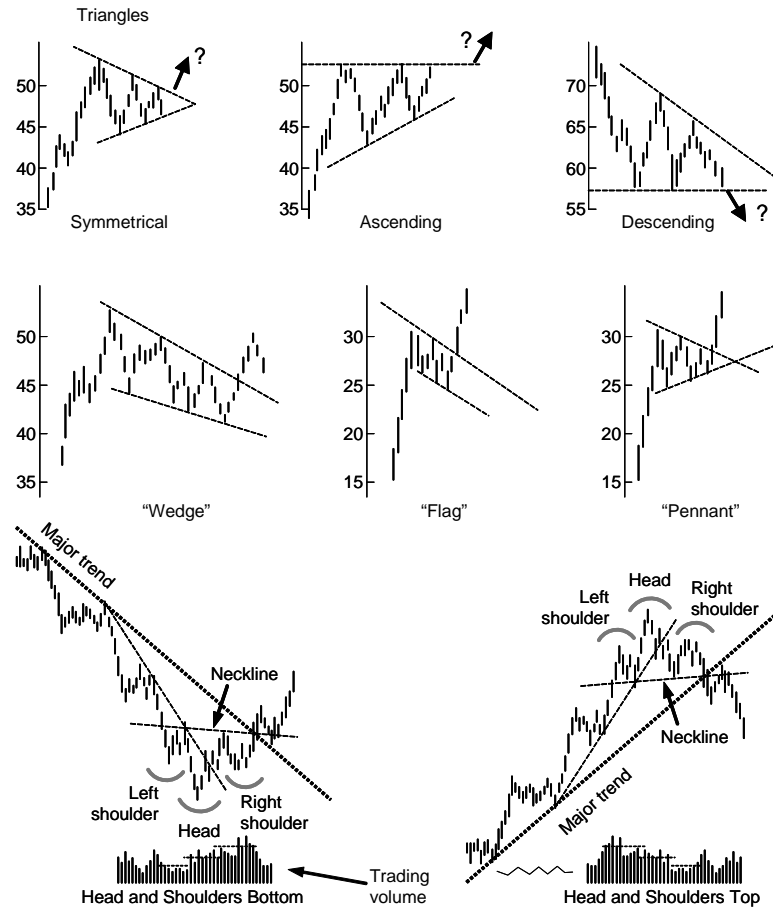 Triangles
?
50
45
40
35
Symmetrical
?
50
45
40
35
Ascending
70
65
60
55
?
Descending
50
45
40
35
“Wedge”
30
25
20
15
“Flag”
30
25
20
15
“Pennant”
Major trend
Neckline
Left
shoulder
Head
Right
shoulder
Trading
volume
Head and Shoulders Bottom
Left
shoulder
Head
Right
shoulder
Neckline
Major trend
Head and Shoulders Top